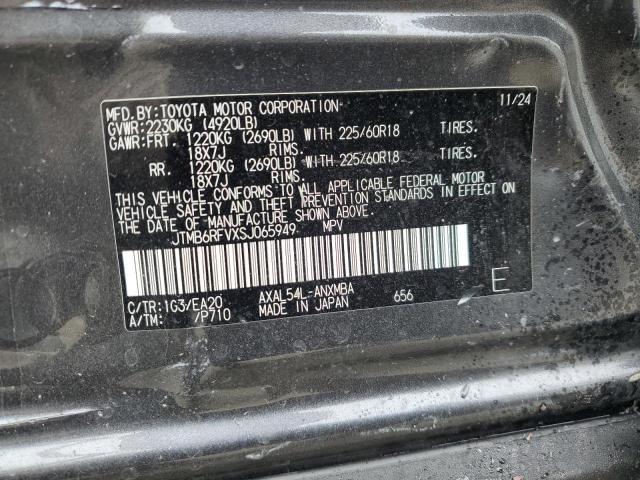 MFD.BY:TOYOTA MOTOR CORPORATION 11/24
GVWR:2230KG (4920LB)
GAWR:FRT. 1220KG (2690LB) WITH 225/60R18 TIRES.
18X7J RIMS.
RR. 1220KG (2690LB) WITH 225/60R18 TIRES.
18X7J RIMS.
THIS VEHICLE CONFORMS TO ALL APPLICABLE FEDERAL MOTOR
VEHICLE SAFETY AND THEFT PREVENTION STANDARDS IN EFFECT ON
THE DATE OF MANUFACTURE SHOWN ABOVE.
JTMB6RFVXSJ065949 MPV
C/TR:1G3/EA20 AXAL54L-ANXMBA 656 E
A/TM: /P710 MADE IN JAPAN